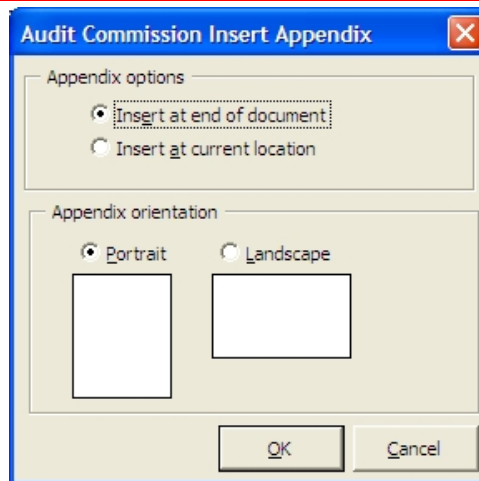 Audit Commission Insert Appendix
Appendix options
Insert at end of document
Insert at current location
Appendix orientation
Portrait
Landscape
OK
Cancel